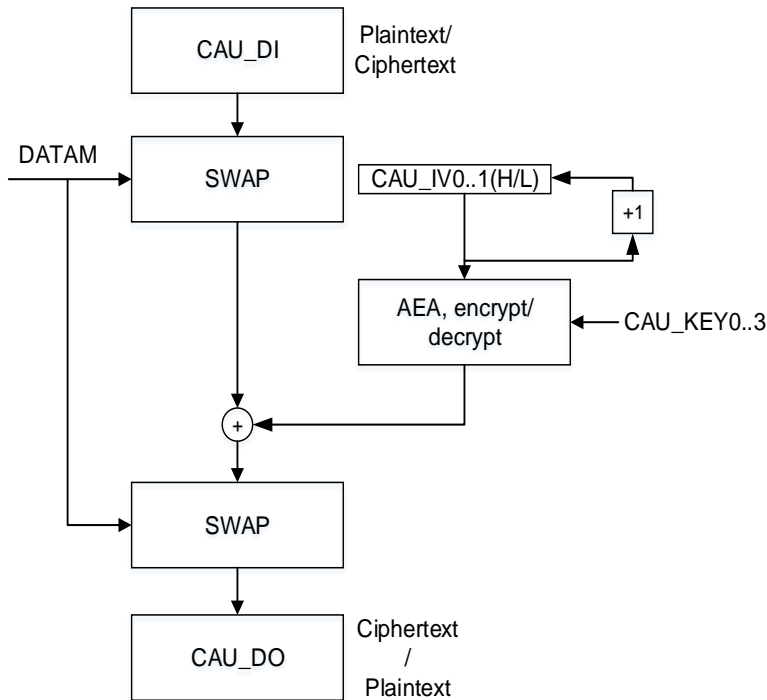 CAU_DI
Plaintext/
Ciphertext
DATAM
SWAP
CAU_IV0..1(H/L)
+1
AEA, encrypt/
decrypt
CAU_KEY0..3
+
SWAP
CAU_DO
Ciphertext
/
Plaintext